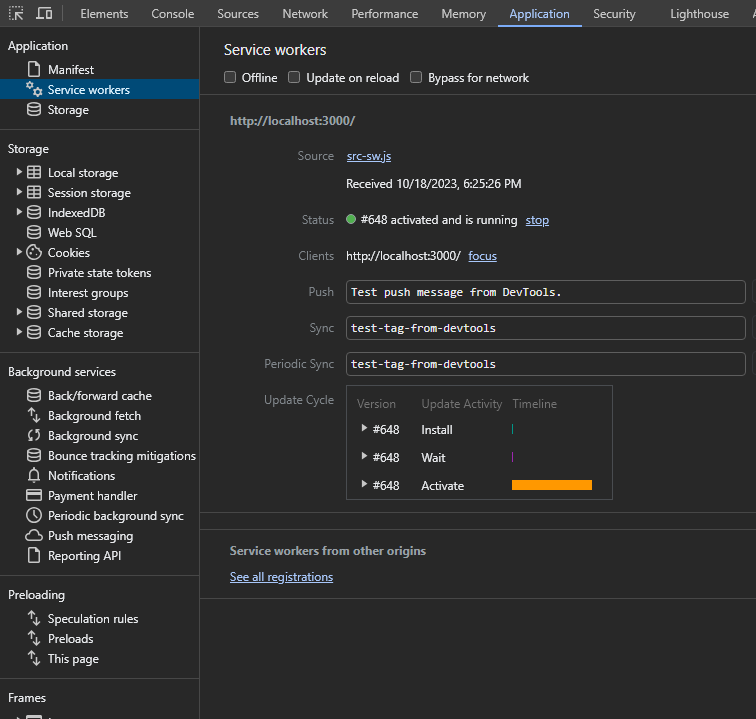 Elements Console Sources Network Performance Memory Application Security Lighthouse
Application
Manifest
Service workers
Storage
Storage
Local storage
Session storage
IndexedDB
Web SQL
Cookies
Private state tokens
Interest groups
Shared storage
Cache storage
Background services
Back/forward cache
Background fetch
Background sync
Bounce tracking mitigations
Notifications
Payment handler
Periodic background sync
Push messaging
Reporting API
Preloading
Speculation rules
Preloads
This page
Frames
Service workers
Offline Update on reload Bypass for network
http://localhost:3000/
Source src-sw.js
Received 10/18/2023, 6:25:26 PM
Status #648 activated and is running stop
Clients http://localhost:3000/ focus
Push Test push message from DevTools.
Sync test-tag-from-devtools
Periodic Sync test-tag-from-devtools
Update Cycle Version Update Activity Timeline
#648 Install
#648 Wait
#648 Activate
Service workers from other origins
See all registrations